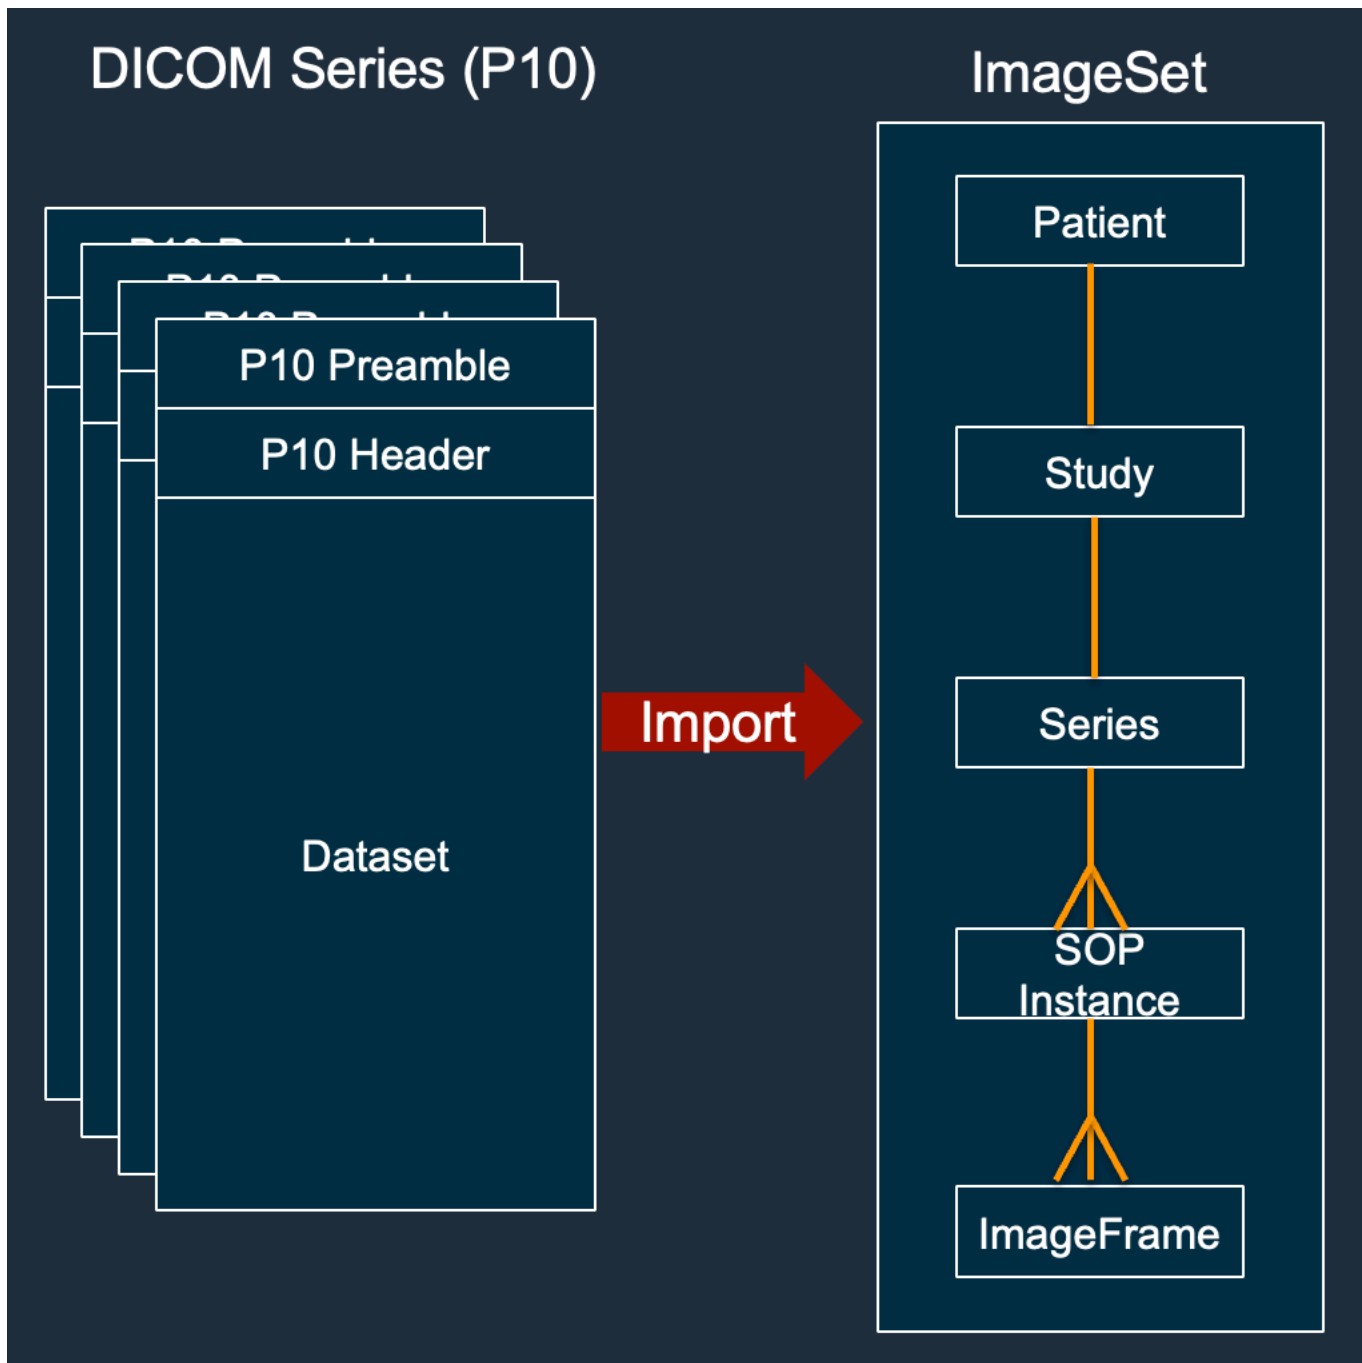 DICOM Series (P10)
ImageSet
P10 Preamble
P10 Header
Dataset
Import
Patient
Study
Series
SOP
Instance
ImageFrame